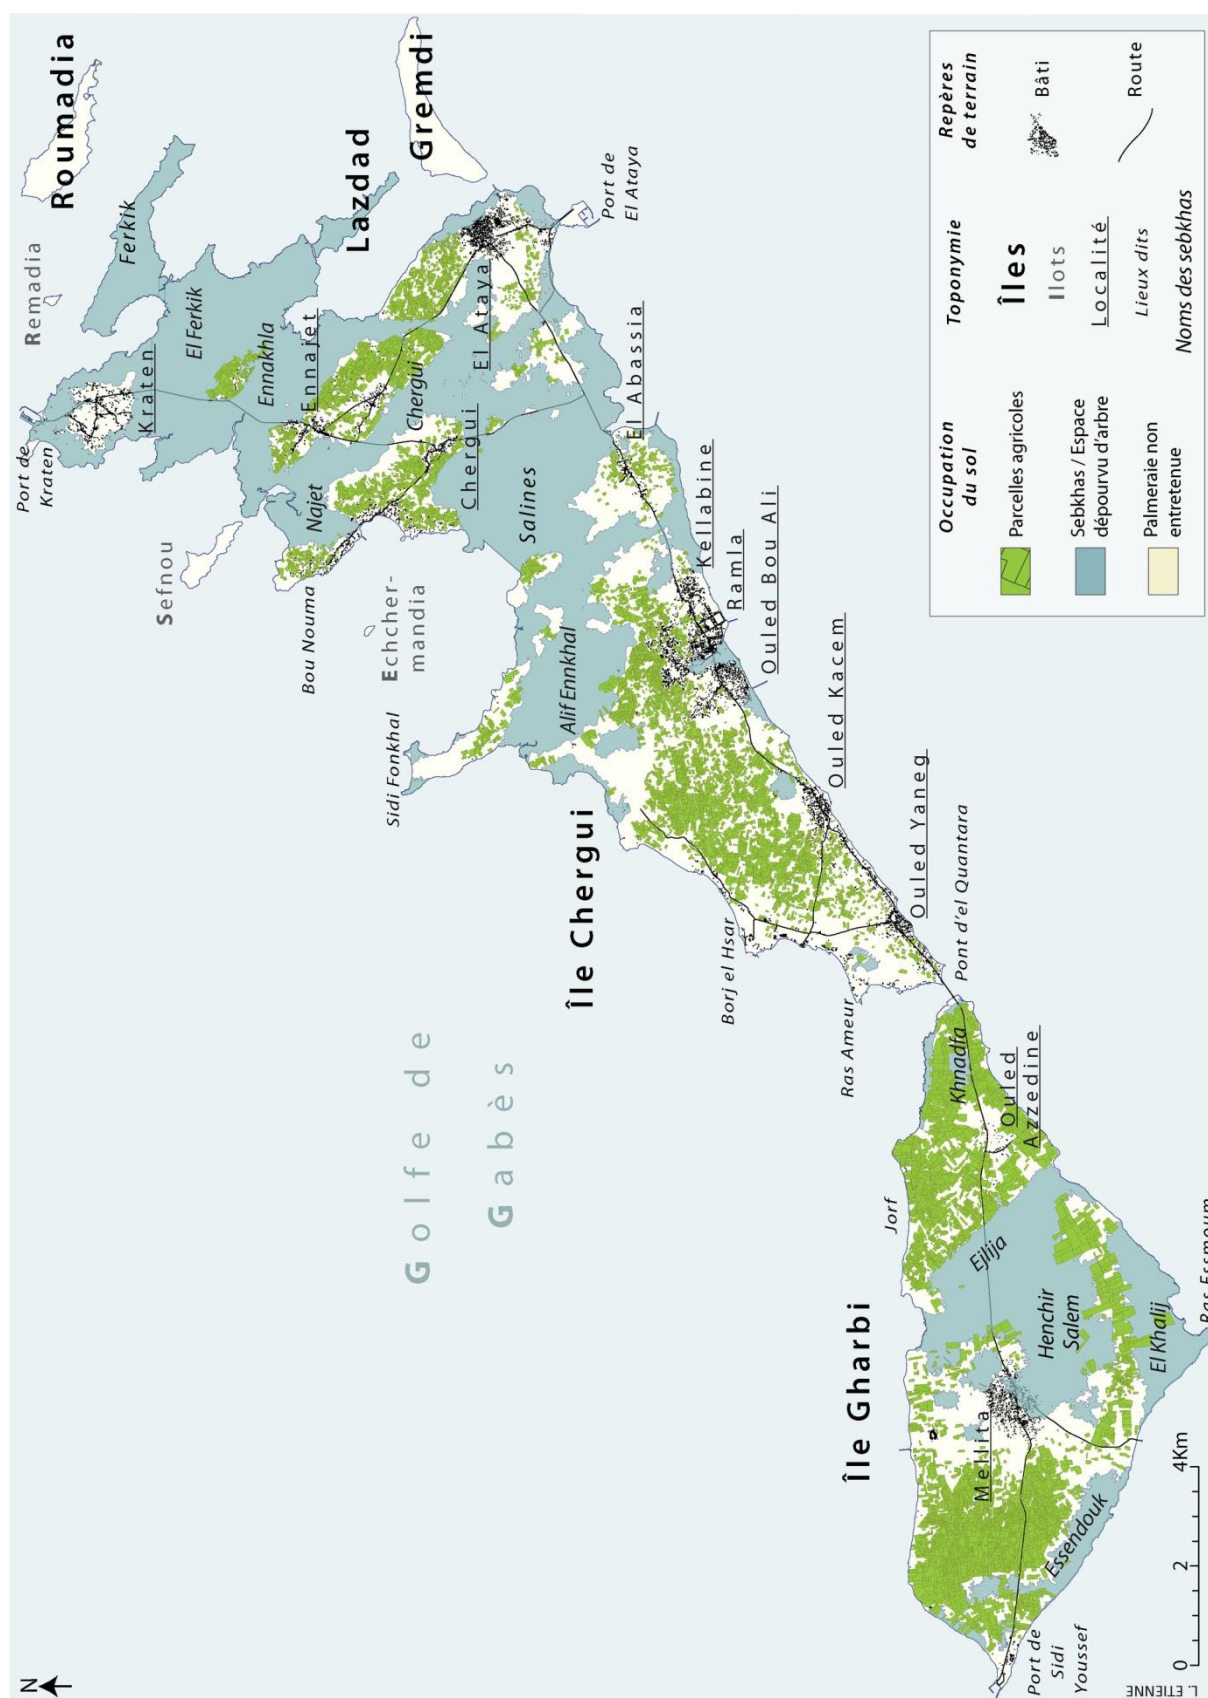 N
Roumadia
Gremdi
Lazdad
Remadia
Ferkik
Port de
Kraten
Kraten
El Ferkik
Ennakhla
Ennajet
Chergui
El Ataya
Port de
El Ataya
Sefnou
Najet
Chergui
El Abassia
Bou Nouma
Salines
Echcher-
mandia
Kellabine
Ramla
Ouled Bou Ali
Sidi Fonkhal
Alif Ennkhal
Ouled Kacem
Île Chergui
Ouled Yaneg
Pont d'el Quantara
Borj el Hsar
Ras Ameur
Golfe de
Gabès
Khnadfa
Ouled
Azzedine
Jorf
Ejlija
Île Gharbi
Henchir
Salem
El Khalij
Ras Essmoum
Mellita
Essendouk
Port de
Sidi
Youssef
0 2 4Km
L. ETIENNE
Occupation
du sol
Parcelles agricoles
Sebkhas / Espace
dépourvu d'arbre
Palmeraie non
entretenue
Toponymie
Îles
Ilots
Localité
Lieux dits
Noms des sebkhas
Repères
de terrain
Bâti
Route